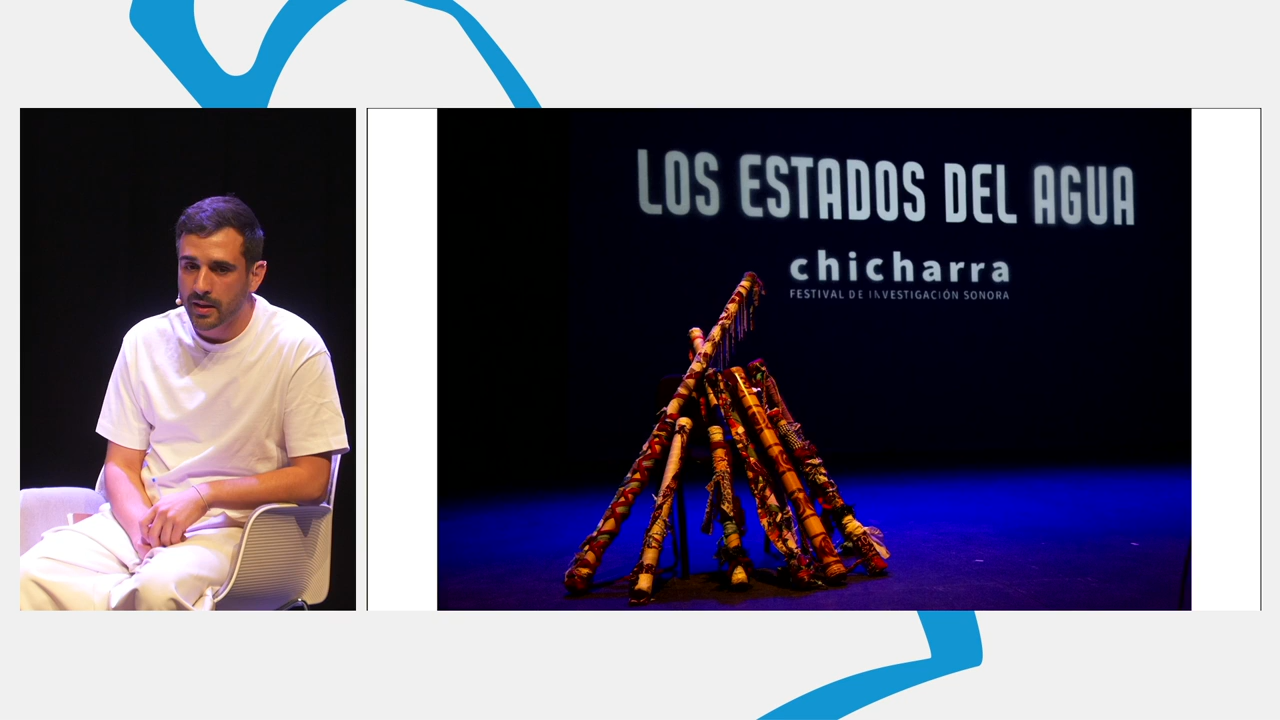 LOS ESTADOS DEL AGUA
chicharra
FESTIVAL DE INVESTIGACIÓN SONORA